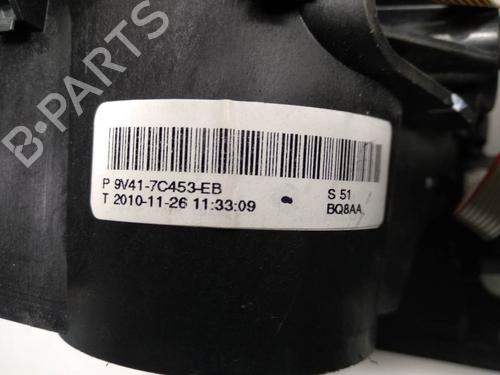 B-PARTS
P 9V41-7C453-EB
T 2010-11-26 11:33:09
S 51
BQ8AA